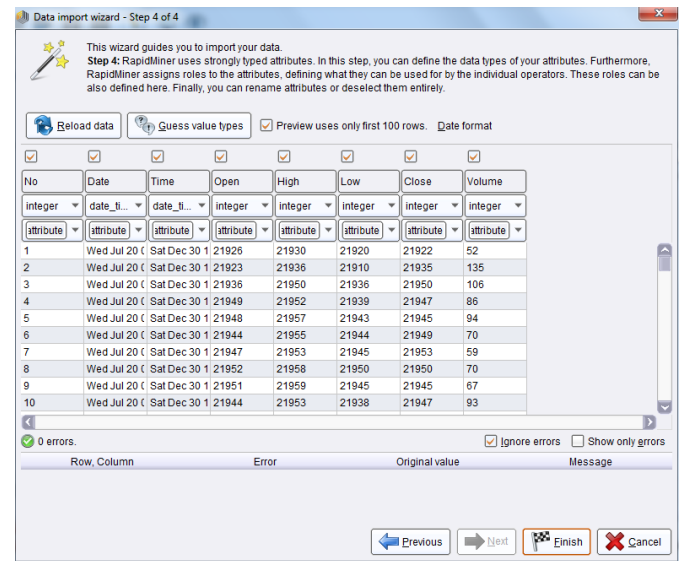 Data import wizard - Step 4 of 4
This wizard guides you to import your data.
Step 4: RapidMiner uses strongly typed attributes. In this step, you can define the data types of your attributes. Furthermore,
RapidMiner assigns roles to the attributes, defining what they can be used for by the individual operators. These roles can be
also defined here. Finally, you can rename attributes or deselect them entirely.
Reload data Guess value types Preview uses only first 100 rows. Date format
No Date Time Open High Low Close Volume
integer date_ti... date_ti... integer integer integer integer integer
attribute attribute attribute attribute attribute attribute attribute attribute
1 Wed Jul 20 0 Sat Dec 30 1 21926 21930 21920 21922 52
2 Wed Jul 20 0 Sat Dec 30 1 21923 21936 21910 21935 135
3 Wed Jul 20 0 Sat Dec 30 1 21936 21950 21936 21950 106
4 Wed Jul 20 0 Sat Dec 30 1 21949 21952 21939 21947 86
5 Wed Jul 20 0 Sat Dec 30 1 21948 21957 21943 21945 94
6 Wed Jul 20 0 Sat Dec 30 1 21944 21955 21944 21949 70
7 Wed Jul 20 0 Sat Dec 30 1 21947 21953 21945 21953 59
8 Wed Jul 20 0 Sat Dec 30 1 21952 21958 21950 21950 70
9 Wed Jul 20 0 Sat Dec 30 1 21951 21959 21945 21945 67
10 Wed Jul 20 0 Sat Dec 30 1 21944 21953 21938 21947 93
0 errors. Ignore errors Show only errors
Row, Column Error Original value Message
Previous Next Finish Cancel